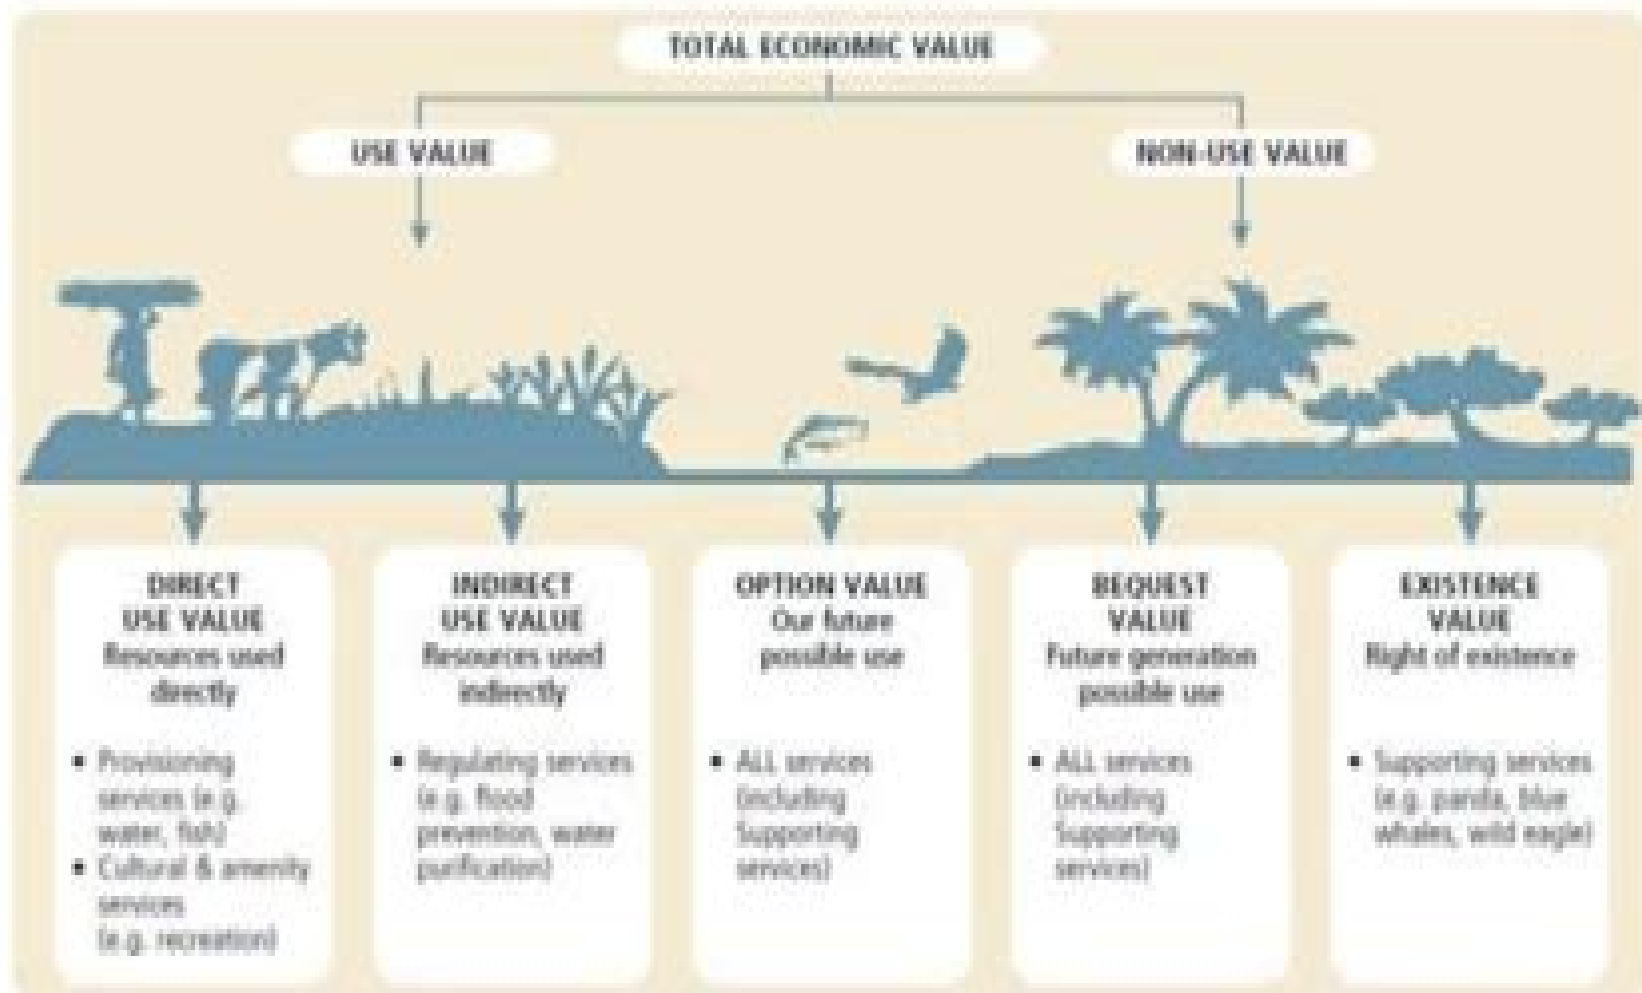 TOTAL ECONOMIC VALUE
USE VALUE
NON-USE VALUE
DIRECT
USE VALUE
Resources used
directly
• Provisioning
services (e.g.
water, fish)
• Cultural & amenity
services
(e.g. recreation)
INDIRECT
USE VALUE
Resources used
indirectly
• Regulating services
(e.g. flood
prevention, water
purification)
OPTION VALUE
Our future
possible use
• ALL services
(including
Supporting
services)
BEQUEST
VALUE
Future generation
possible use
• ALL services
(including
Supporting
services)
EXISTENCE
VALUE
Right of existence
• Supporting services
(e.g. panda, blue
whales, wild eagle)